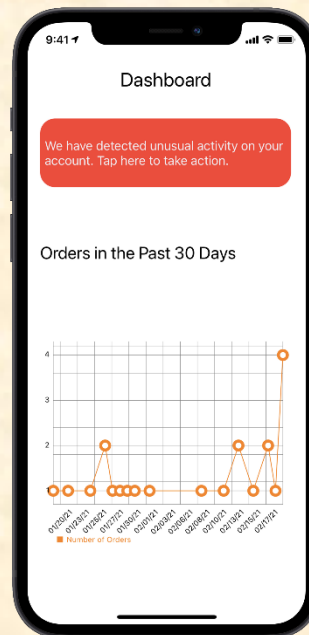 9:41
Dashboard
We have detected unusual activity on your
account. Tap here to take action.
Orders in the Past 30 Days
4
3
2
1
01/20/21 01/23/21 01/26/21 01/27/21 01/30/21 02/01/21 02/03/21 02/06/21 02/08/21 02/10/21 02/13/21 02/15/21 02/17/21
Number of Orders